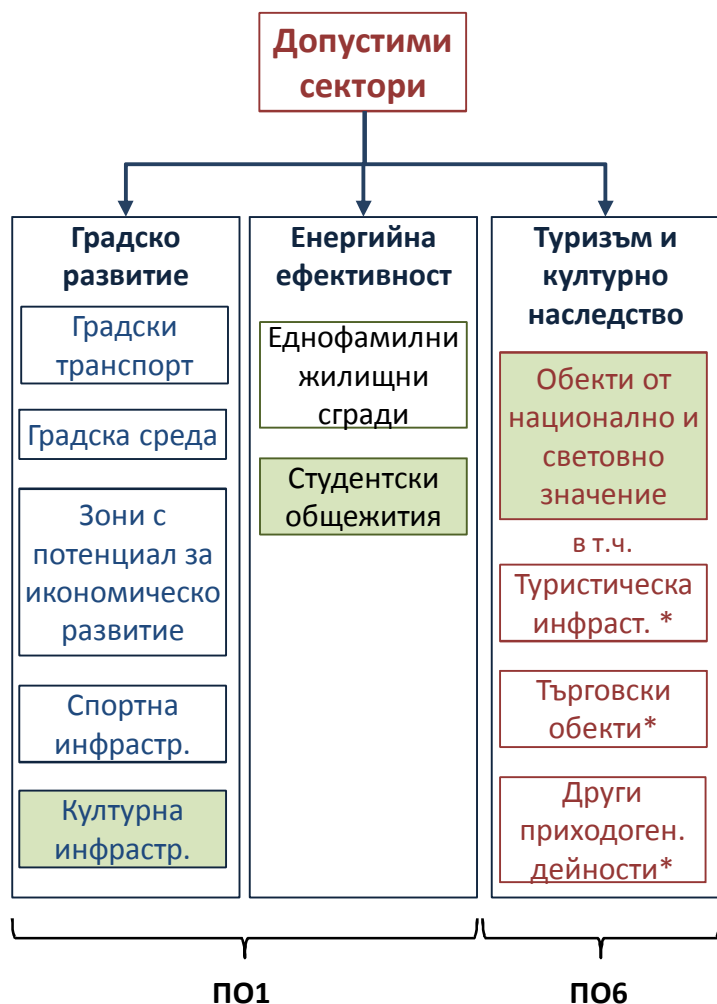 Допустими
сектори
Градско
развитие
Градски
транспорт
Градска среда
Зони с
потенциал за
икономическо
развитие
Спортна
инфрастр.
Културна
инфрастр.
Енергийна
ефективност
Еднофамилни
жилищни
сгради
Студентски
общежития
Туризъм и
културно
наследство
Обекти от
национално и
световно
значение
в т.ч.
Туристическа
инфраст. *
Търговски
обекти*
Други
приходоген.
дейности*
ПО1
ПО6